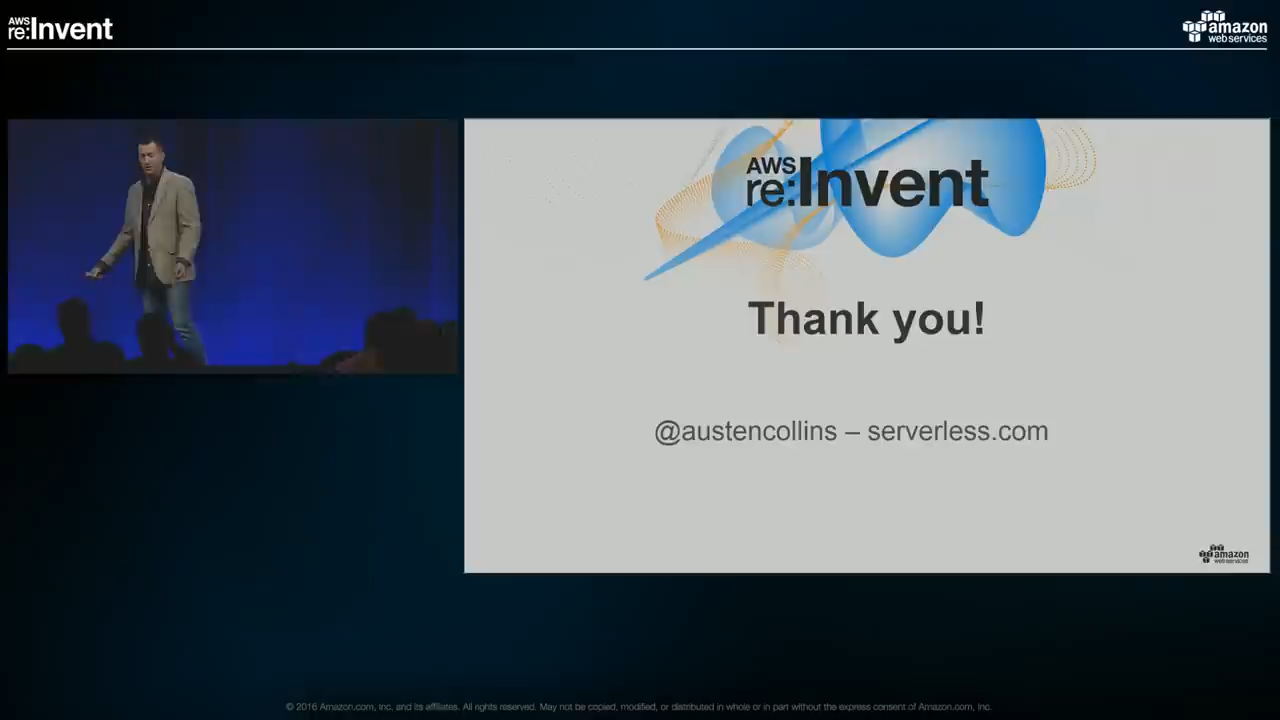 AWS
re:Invent
amazon
webservices
AWS
re:Invent
Thank you!
@austencollins – serverless.com
amazon
webservices
© 2016 Amazon.com, Inc, and its affiliates. All rights reserved. May not be copied, modified, or distributed in whole or in part without the express consent of Amazon.com, Inc.